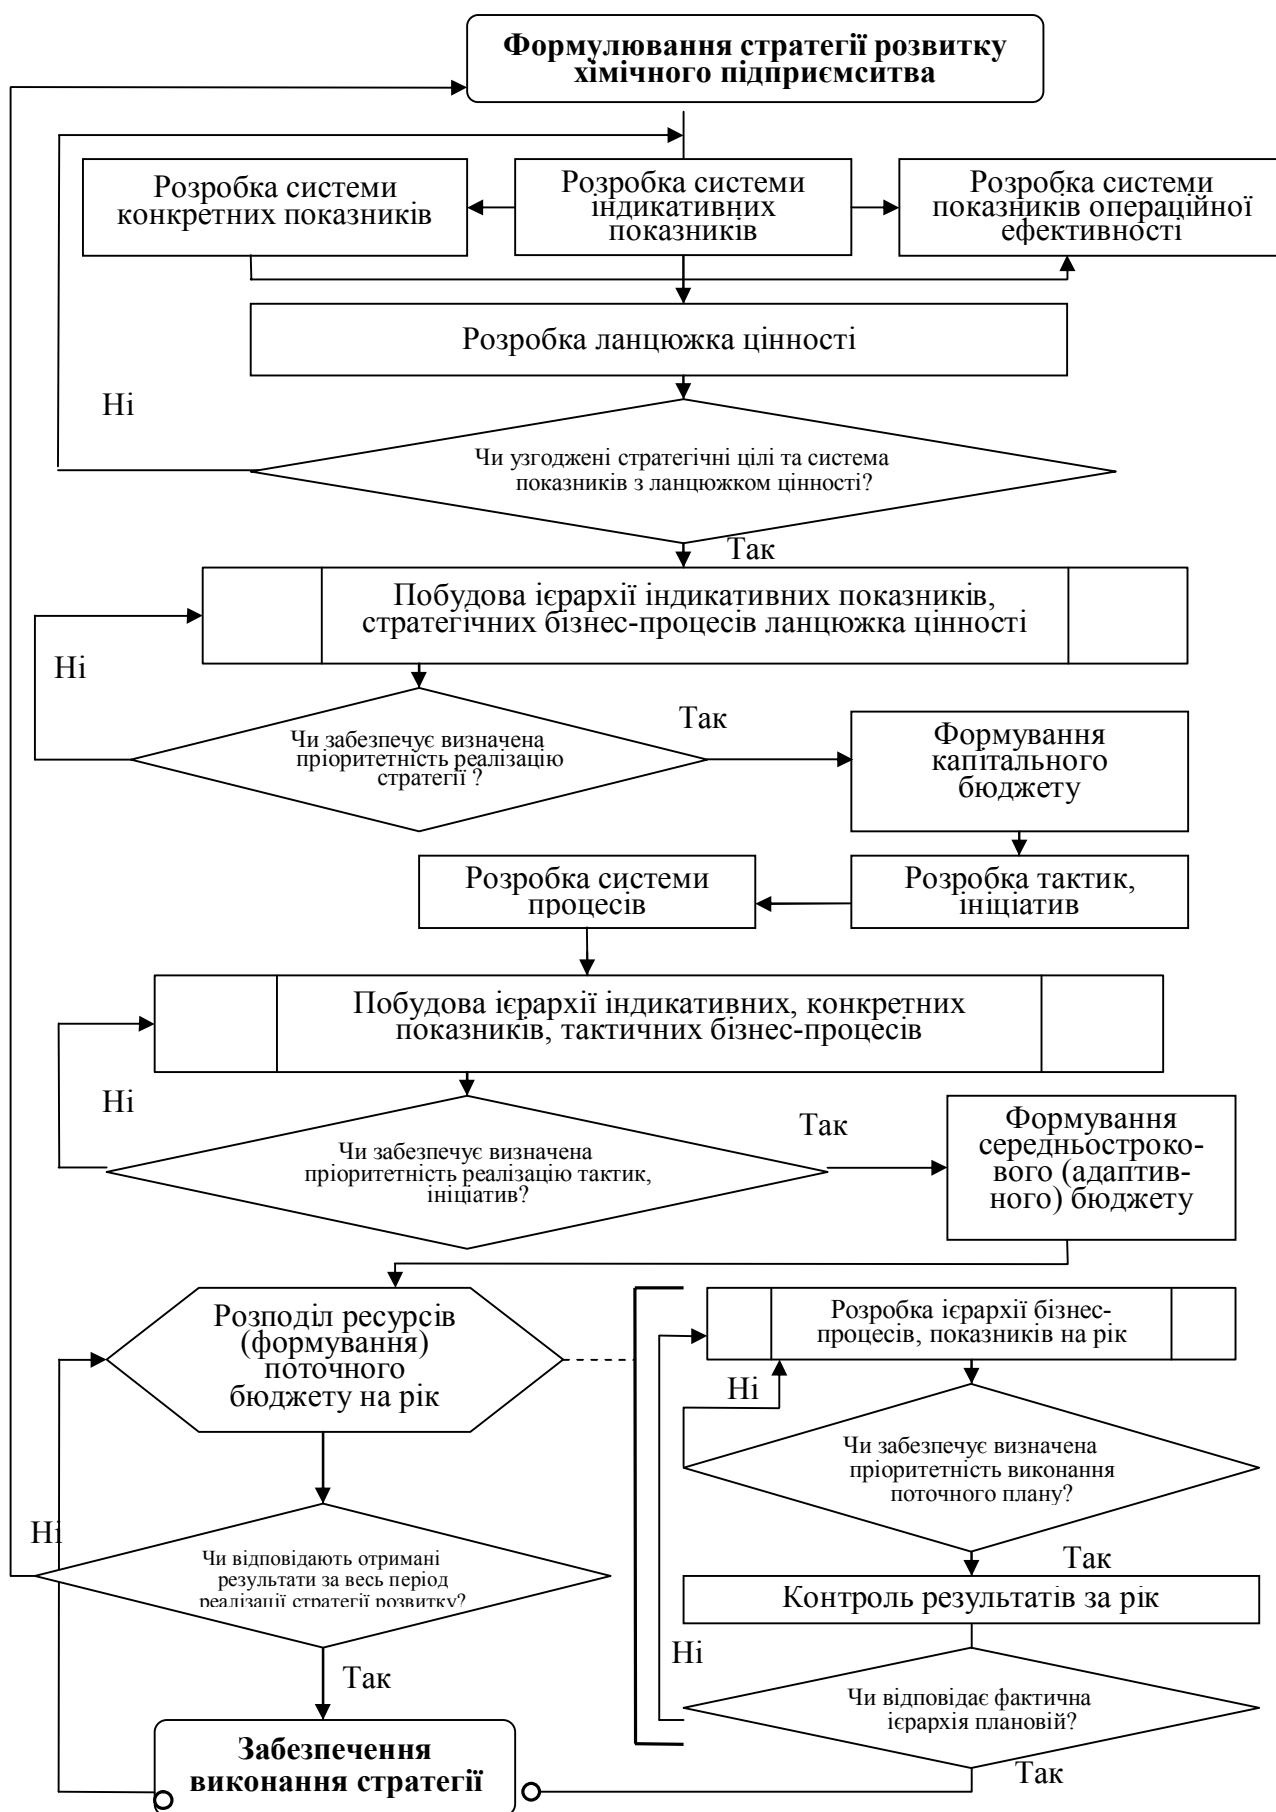 Формулювання стратегії розвитку
хімічного підприємситва
Розробка системи
конкретних показників
Розробка системи
індикативних
показників
Розробка системи
показників операційної
ефективності
Розробка ланцюжка цінності
Ні
Чи узгоджені стратегічні цілі та система
показників з ланцюжком цінності?
Так
Побудова ієрархії індикативних показників,
стратегічних бізнес-процесів ланцюжка цінності
Ні
Чи забезпечує визначена
пріоритетність реалізацію
стратегії ?
Так
Формування
капітального
бюджету
Розробка системи
процесів
Розробка тактик,
ініціатив
Побудова ієрархії індикативних, конкретних
показників, тактичних бізнес-процесів
Ні
Чи забезпечує визначена
пріоритетність реалізацію тактик,
ініціатив?
Так
Формування
середньостроко-
вого (адаптив-
ного) бюджету
Розподіл ресурсів
(формування)
поточного
бюджету на рік
Розробка ієрархії бізнес-
процесів, показників на рік
Ні
Чи забезпечує визначена
пріоритетність виконання
поточного плану?
Ні
Чи відповідають отримані
результати за весь період
реалізації стратегії розвитку?
Так
Контроль результатів за рік
Ні
Так
Чи відповідає фактична
ієрархія плановій?
Забезпечення
виконання стратегії
Так